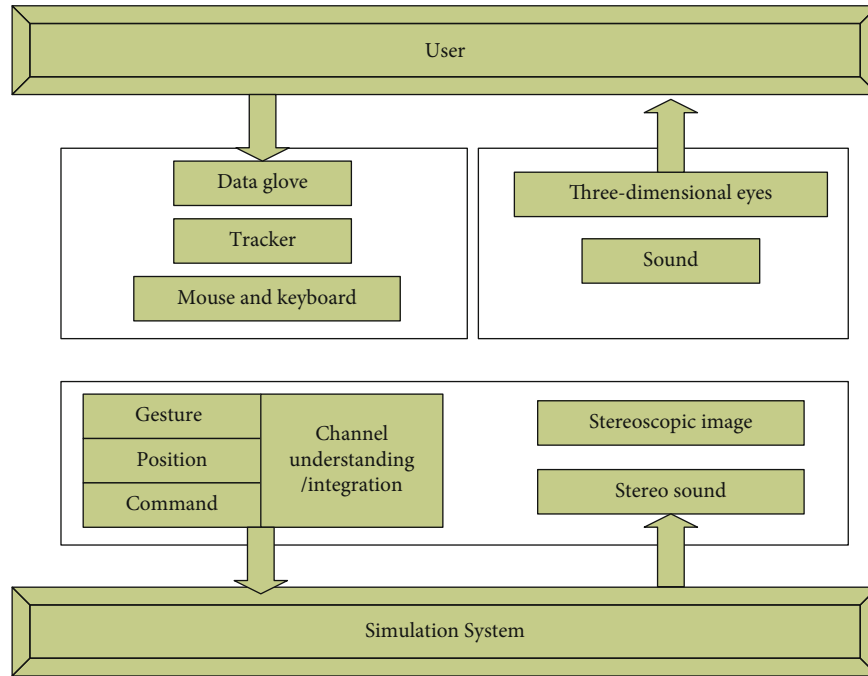 User
Data glove
Tracker
Mouse and keyboard
Three-dimensional eyes
Sound
Gesture
Position
Command
Channel
understanding
/integration
Stereoscopic image
Stereo sound
Simulation System